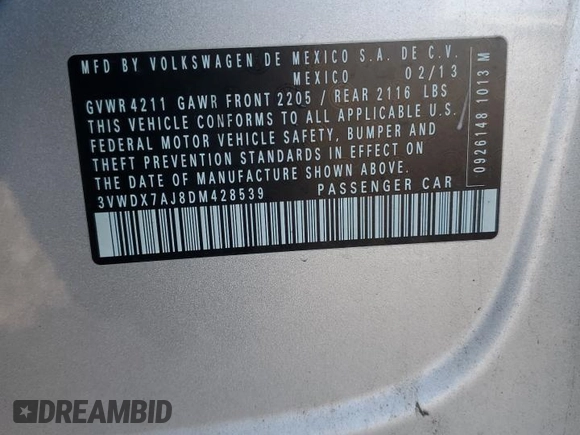 MFD BY VOLKSWAGEN DE MEXICO S.A. DE C.V.
MEXICO 02/13
GVWR 4211 GAWR FRONT 2205 / REAR 2116 LBS
THIS VEHICLE CONFORMS TO ALL APPLICABLE U.S.
FEDERAL MOTOR VEHICLE SAFETY, BUMPER AND
THEFT PREVENTION STANDARDS IN EFFECT ON
THE DATE OF MANUFACTURE SHOWN ABOVE.
3VWDX7AJ8DM428539 PASSENGER CAR
0926148 1013 M
DREAMBID